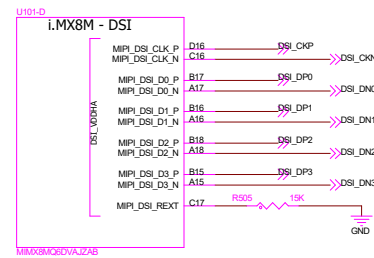 U101-D
i.MX8M - DSI
DSI_VDDHA
MIPI_DSI_CLK_P D16 DSI_CKP
MIPI_DSI_CLK_N C16 DSI_CKN
MIPI_DSI_D0_P B17 DSI_DP0
MIPI_DSI_D0_N A17 DSI_DN0
MIPI_DSI_D1_P B16 DSI_DP1
MIPI_DSI_D1_N A16 DSI_DN1
MIPI_DSI_D2_P B18 DSI_DP2
MIPI_DSI_D2_N A18 DSI_DN2
MIPI_DSI_D3_P B15 DSI_DP3
MIPI_DSI_D3_N A15 DSI_DN3
MIPI_DSI_REXT C17 R505 15K
GND
MIMX8MQ6DVAJZAB